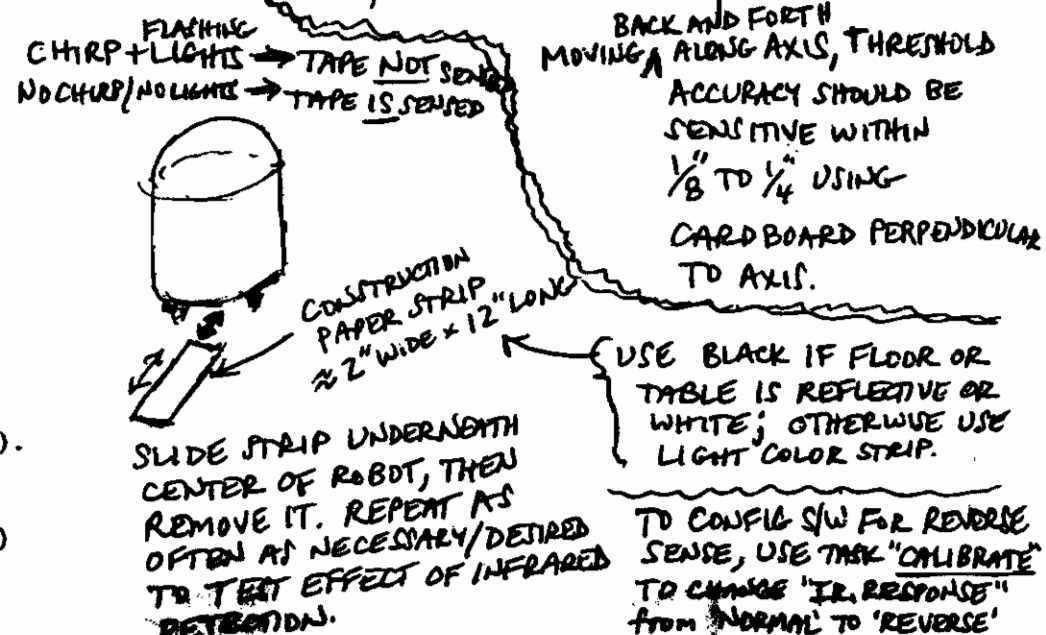 FLASHING
CHIRP + LIGHTS → TAPE NOT SENSED
NO CHIRP/NO LIGHTS → TAPE IS SENSED
BACK AND FORTH
MOVING ^ ALONG AXIS, THRESHOLD
ACCURACY SHOULD BE
SENSITIVE WITHIN
1/8" TO 1/4" USING
CARDBOARD PERPENDICULAR
TO AXIS.
CONSTRUCTION
PAPER STRIP
≈ 2" WIDE × 12" LONG
USE BLACK IF FLOOR OR
TABLE IS REFLECTIVE OR
WHITE; OTHERWISE USE
LIGHT COLOR STRIP.
).
)
SLIDE STRIP UNDERNEATH
CENTER OF ROBOT, THEN
REMOVE IT. REPEAT AS
OFTEN AS NECESSARY/DESIRED
TO TEST EFFECT OF INFRARED
DETECTION.
TO CONFIG S/W FOR REVERSE
SENSE, USE TASK "CALIBRATE"
TO CHANGE "I.R. RESPONSE"
from 'NORMAL' TO 'REVERSE'